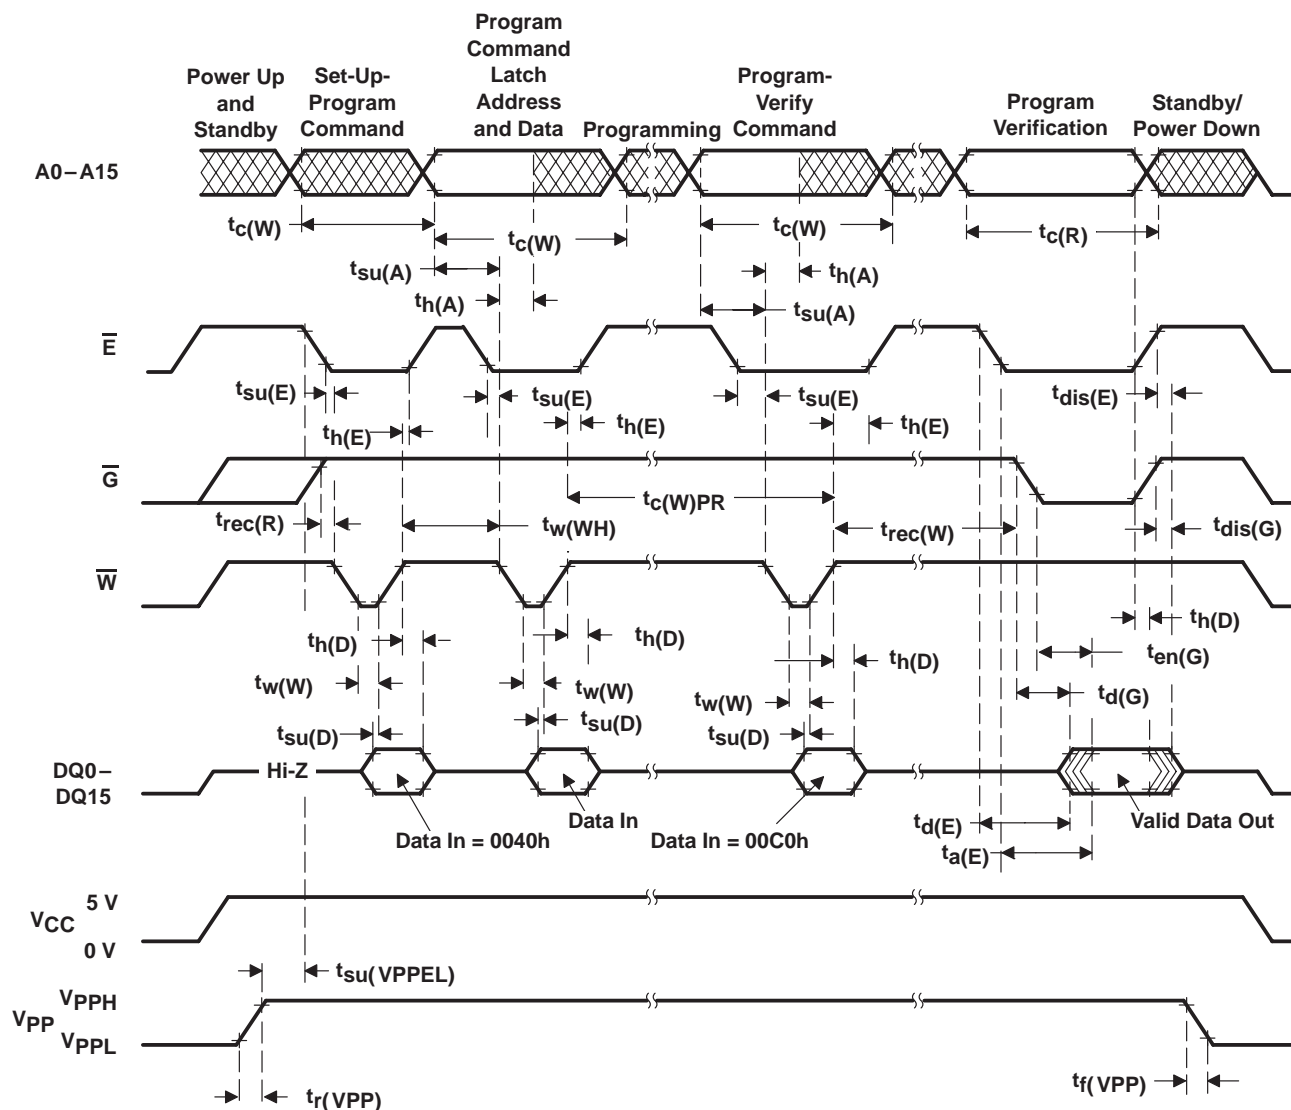 Power Up
and
Standby
Set-Up-
Program
Command
Program
Command
Latch
Address
and Data
Programming
Program-
Verify
Command
Program
Verification
Standby/
Power Down
A0–A15
tc(W)
tc(W)
tc(W)
tc(R)
tsu(A)
th(A)
th(A)
tsu(A)
E
tsu(E)
tsu(E)
tsu(E)
tdis(E)
th(E)
th(E)
th(E)
G
trec(R)
tw(WH)
tc(W)PR
trec(W)
tdis(G)
W
th(D)
th(D)
th(D)
th(D)
ten(G)
tw(W)
tw(W)
tw(W)
td(G)
tsu(D)
tsu(D)
tsu(D)
DQ0–
DQ15
Hi-Z
Data In = 0040h
Data In
Data In = 00C0h
Valid Data Out
td(E)
ta(E)
5 V
VCC
0 V
tsu(VPPEL)
VPPH
VPP
VPPL
tr(VPP)
tf(VPP)